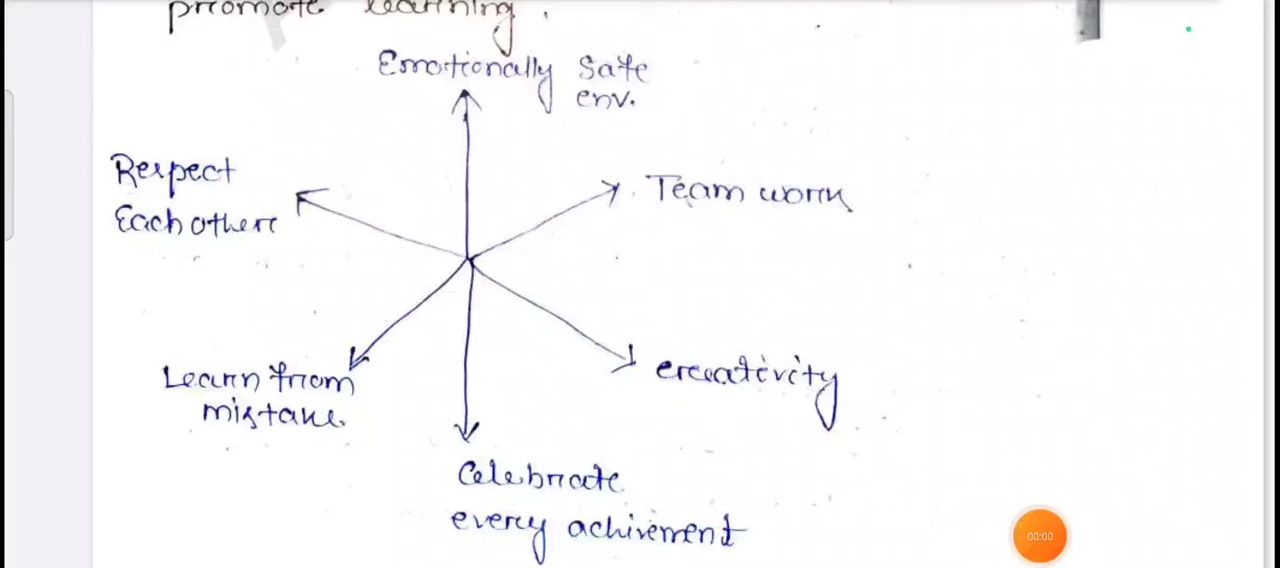 promote learning.
Emotionally Safe
env.
Respect
Each other
Team work
Learn from
mistake.
creativity
Celebrate
every achivement
00:00